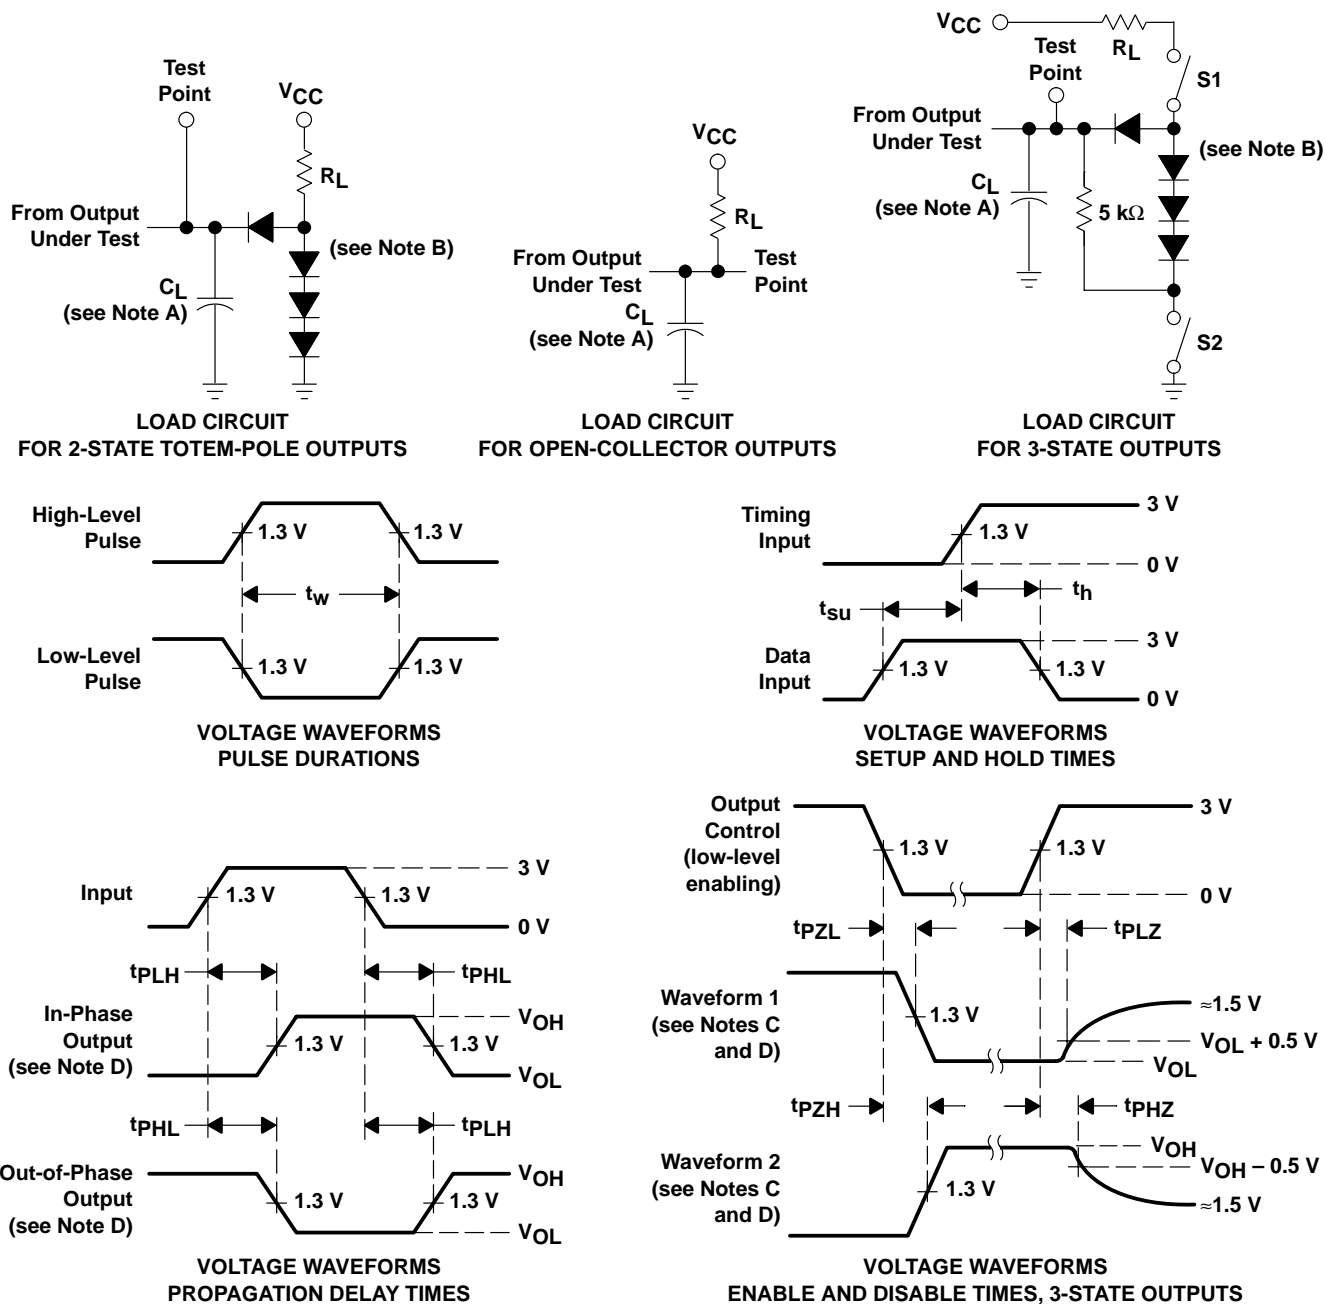 Test
Point
VCC
RL
From Output
Under Test
(see Note B)
CL
(see Note A)
LOAD CIRCUIT
FOR 2-STATE TOTEM-POLE OUTPUTS
VCC
RL
From Output
Under Test
Test
Point
CL
(see Note A)
LOAD CIRCUIT
FOR OPEN-COLLECTOR OUTPUTS
VCC
RL
Test
Point
S1
From Output
Under Test
(see Note B)
CL
(see Note A)
5 kΩ
S2
LOAD CIRCUIT
FOR 3-STATE OUTPUTS
High-Level
Pulse
1.3 V
1.3 V
tw
Low-Level
Pulse
1.3 V
1.3 V
VOLTAGE WAVEFORMS
PULSE DURATIONS
Timing
Input
3 V
1.3 V
0 V
th
tsu
Data
Input
3 V
1.3 V
1.3 V
0 V
VOLTAGE WAVEFORMS
SETUP AND HOLD TIMES
Input
3 V
1.3 V
1.3 V
0 V
tPLH
tPHL
In-Phase
Output
(see Note D)
VOH
1.3 V
1.3 V
VOL
tPHL
tPLH
Out-of-Phase
Output
(see Note D)
VOH
1.3 V
1.3 V
VOL
VOLTAGE WAVEFORMS
PROPAGATION DELAY TIMES
Output
Control
(low-level
enabling)
3 V
1.3 V
1.3 V
0 V
tPZL
tPLZ
Waveform 1
(see Notes C
and D)
1.3 V
≈1.5 V
VOL + 0.5 V
VOL
tPZH
tPHZ
Waveform 2
(see Notes C
and D)
1.3 V
VOH
VOH – 0.5 V
≈1.5 V
VOLTAGE WAVEFORMS
ENABLE AND DISABLE TIMES, 3-STATE OUTPUTS